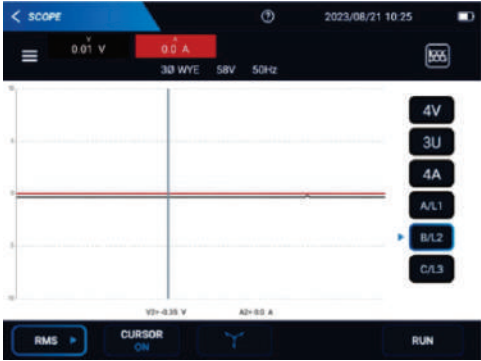 SCOPE
2023/08/21 10:25
V
A
0.01 V
0.0 A
3Ø WYE 58V 50Hz
4V
3U
4A
A/L1
B/L2
C/L3
V2=-0.35 V
A2=0.0 A
RMS
CURSOR
ON
RUN